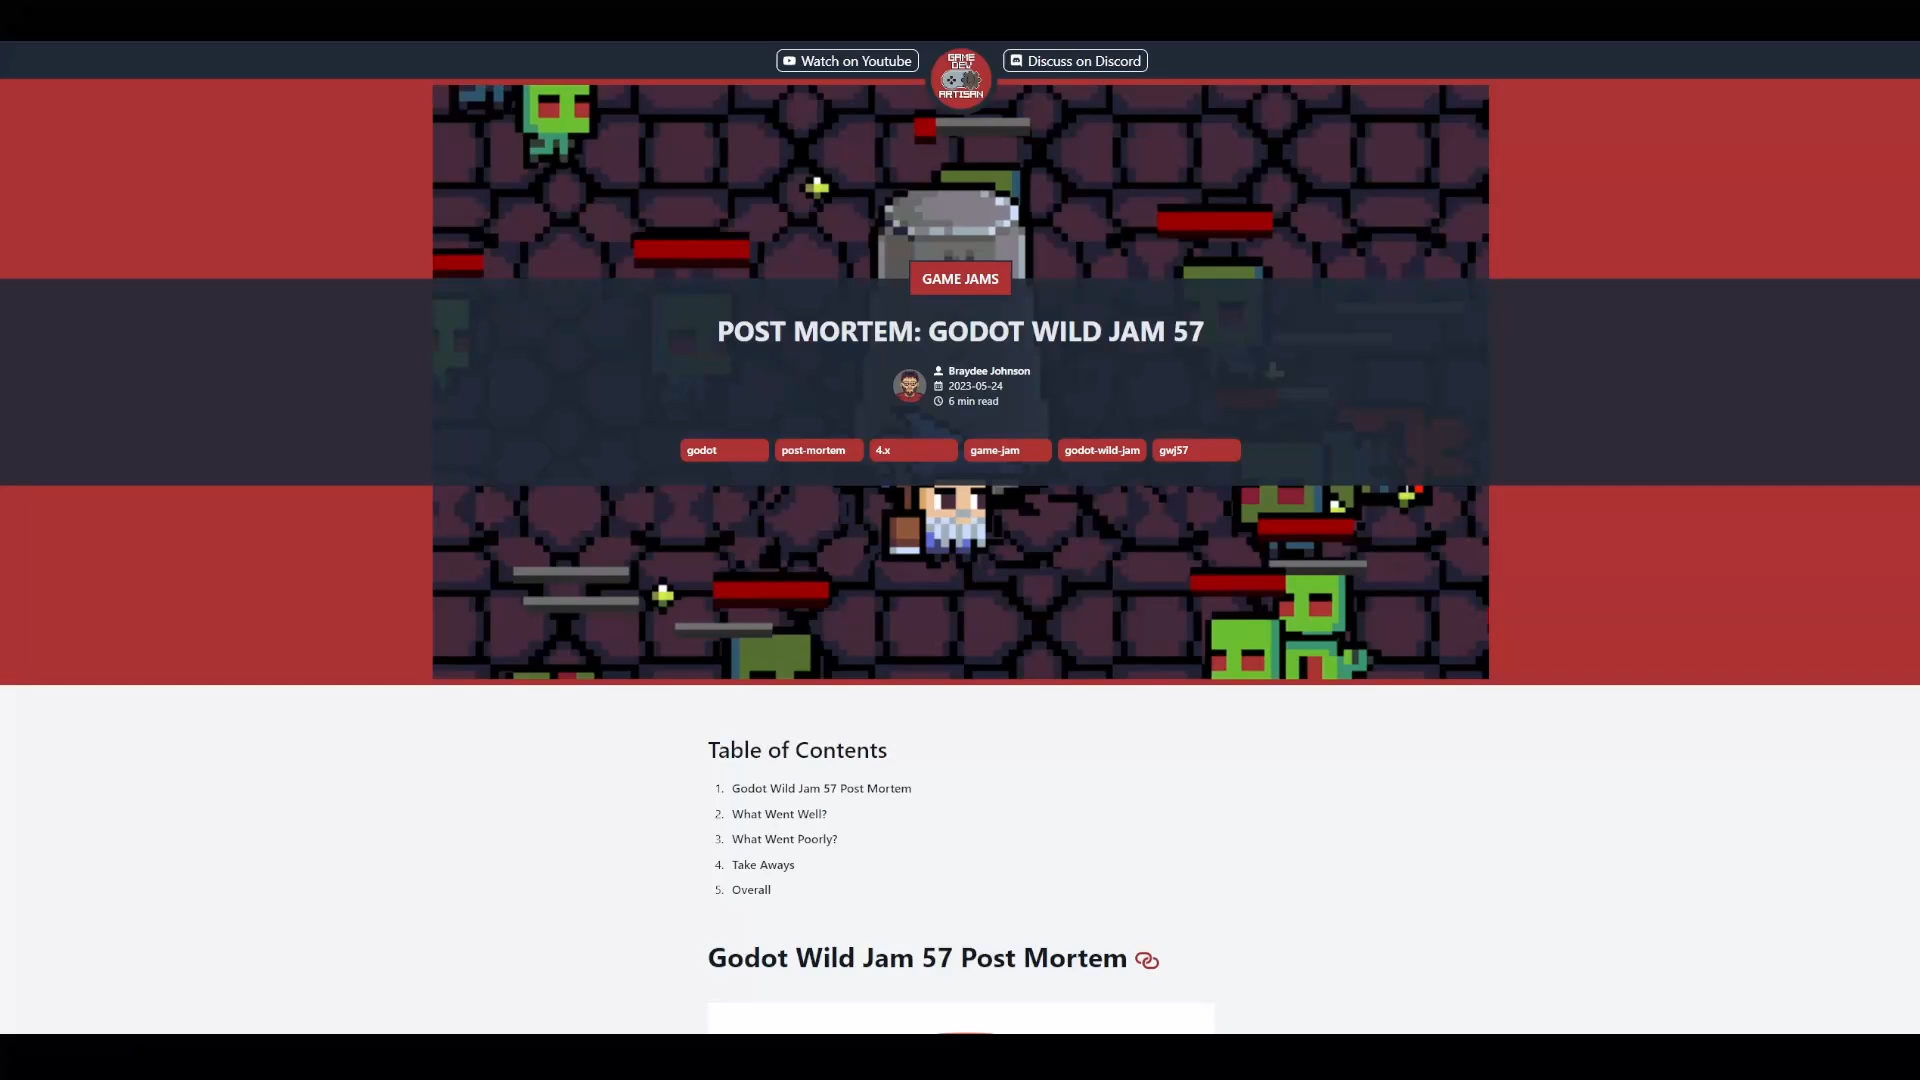 Watch on Youtube
GAME
DEV
ARTISAN
Discuss on Discord
GAME JAMS
POST MORTEM: GODOT WILD JAM 57
Braydee Johnson
2023-05-24
6 min read
godot
post-mortem
4.x
game-jam
godot-wild-jam
gwj57
Table of Contents
1. Godot Wild Jam 57 Post Mortem
2. What Went Well?
3. What Went Poorly?
4. Take Aways
5. Overall
Godot Wild Jam 57 Post Mortem